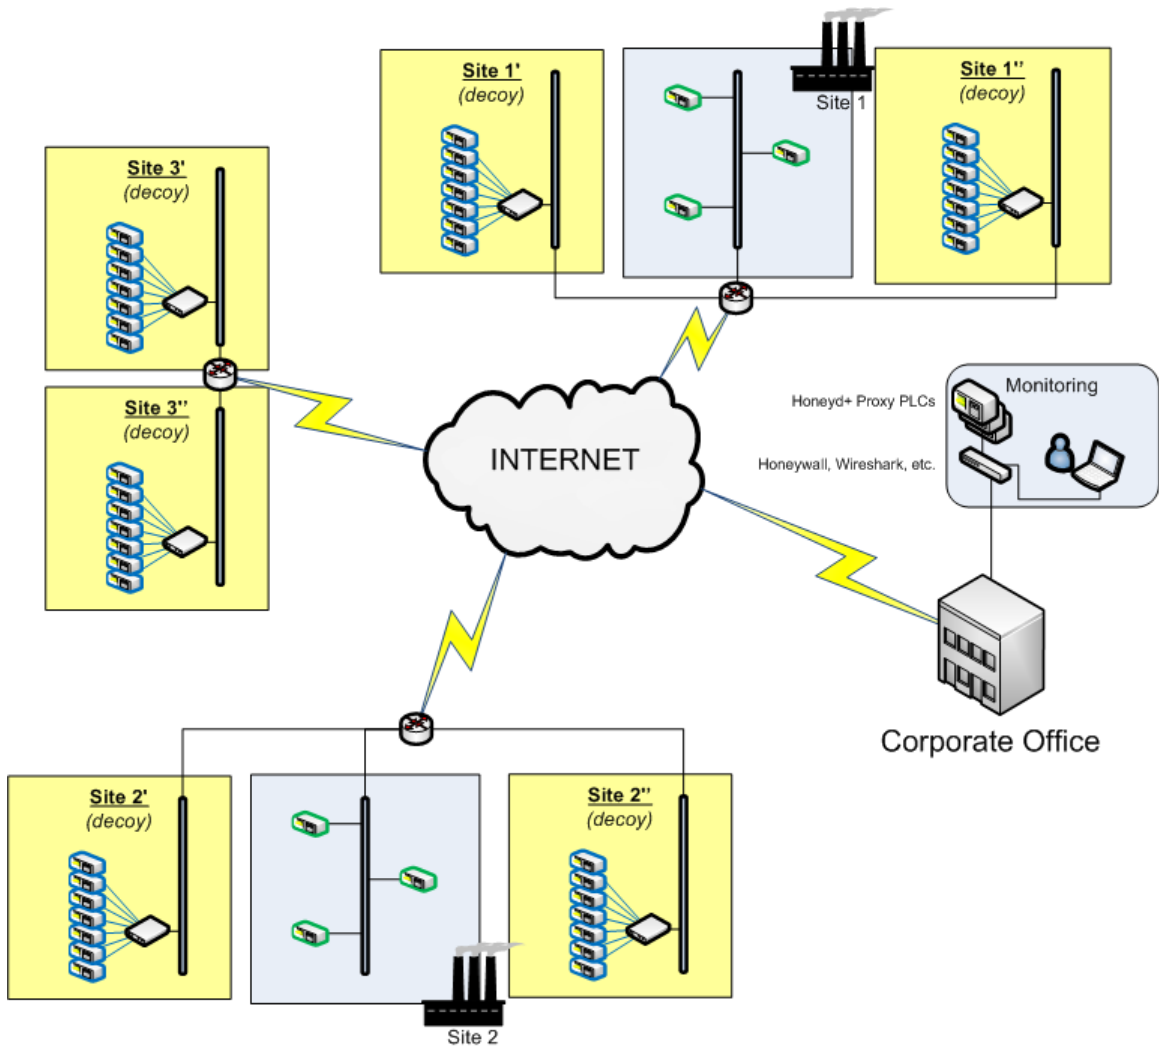 Site 1'
(decoy)
Site 1
Site 1"
(decoy)
Site 3'
(decoy)
Site 3"
(decoy)
INTERNET
Monitoring
Honeyd+ Proxy PLCs
Honeywall, Wireshark, etc.
Corporate Office
Site 2'
(decoy)
Site 2"
(decoy)
Site 2